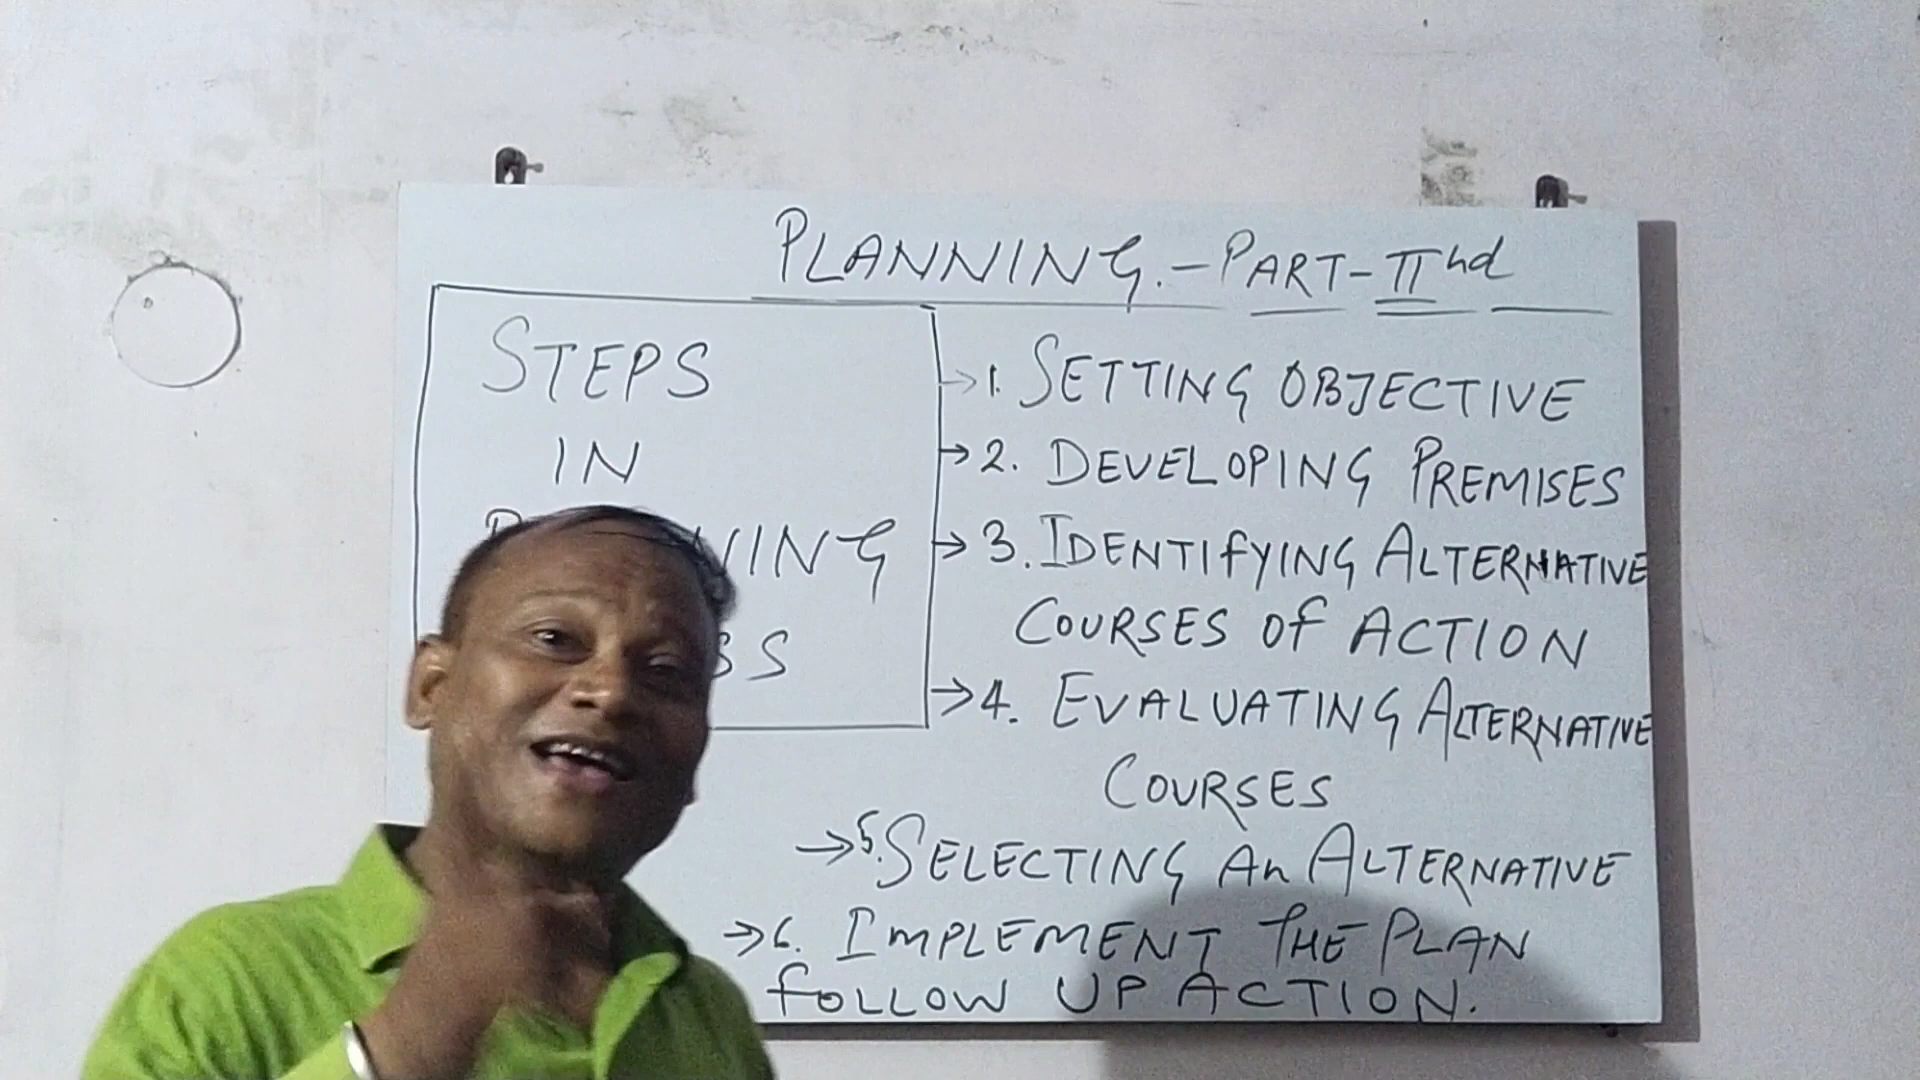 PLANNING.-PART-IInd
STEPS
IN
1. SETTING OBJECTIVE
2. DEVELOPING PREMISES
3. IDENTIFYING ALTERNATIVE
COURSES OF ACTION
4. EVALUATING ALTERNATIVE
COURSES
5. SELECTING An ALTERNATIVE
6. IMPLEMENT THE PLAN
FOLLOW UP ACTION.